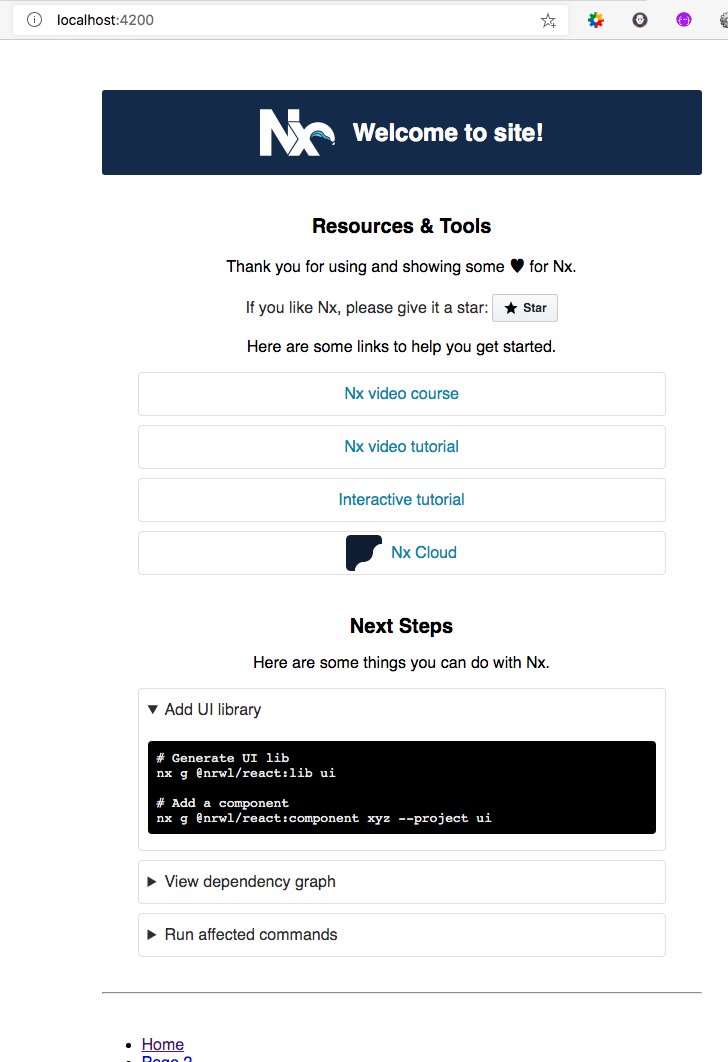 localhost:4200
Nx Welcome to site!
Resources & Tools
Thank you for using and showing some ♥ for Nx.
If you like Nx, please give it a star: ★ Star
Here are some links to help you get started.
Nx video course
Nx video tutorial
Interactive tutorial
Nx Cloud
Next Steps
Here are some things you can do with Nx.
▼ Add UI library
# Generate UI lib
nx g @nrwl/react:lib ui
# Add a component
nx g @nrwl/react:component xyz --project ui
▶ View dependency graph
▶ Run affected commands
• Home
• Page 2